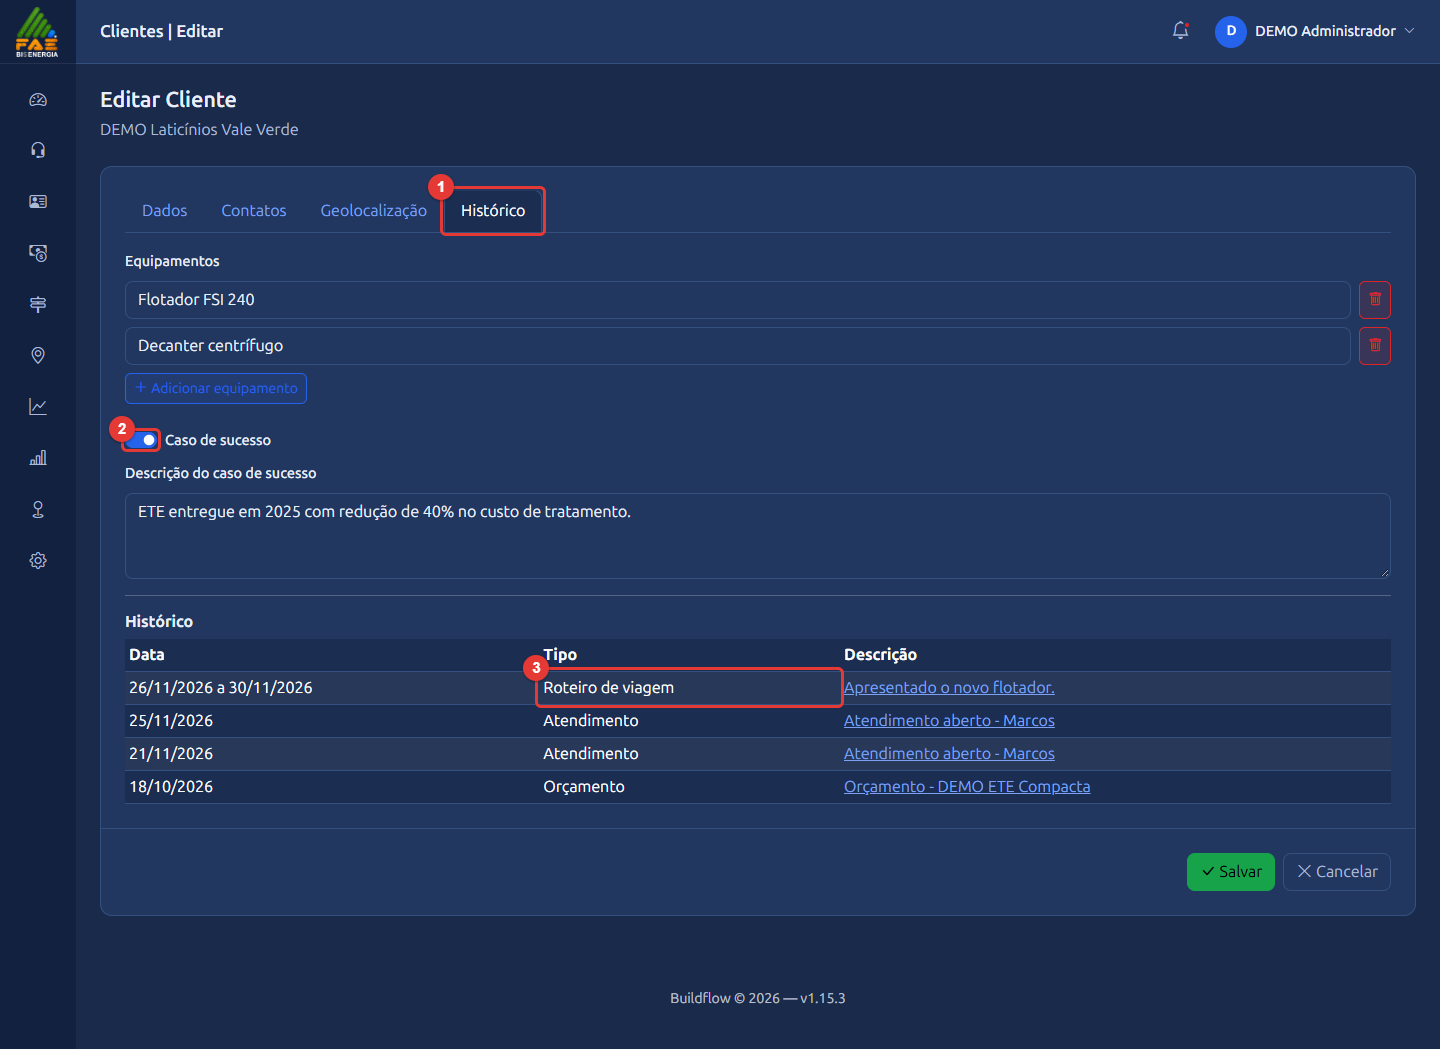 FAE
BIOENERGIA
Clientes | Editar
D
DEMO Administrador
Editar Cliente
DEMO Laticínios Vale Verde
1
Dados
Contatos
Geolocalização
Histórico
Equipamentos
Flotador FSI 240
Decanter centrífugo
+ Adicionar equipamento
2
Caso de sucesso
Descrição do caso de sucesso
ETE entregue em 2025 com redução de 40% no custo de tratamento.
Histórico
Data Tipo Descrição
3
26/11/2026 a 30/11/2026 Roteiro de viagem Apresentado o novo flotador.
25/11/2026 Atendimento Atendimento aberto - Marcos
21/11/2026 Atendimento Atendimento aberto - Marcos
18/10/2026 Orçamento Orçamento - DEMO ETE Compacta
Salvar
Cancelar
Buildflow © 2026 — v1.15.3